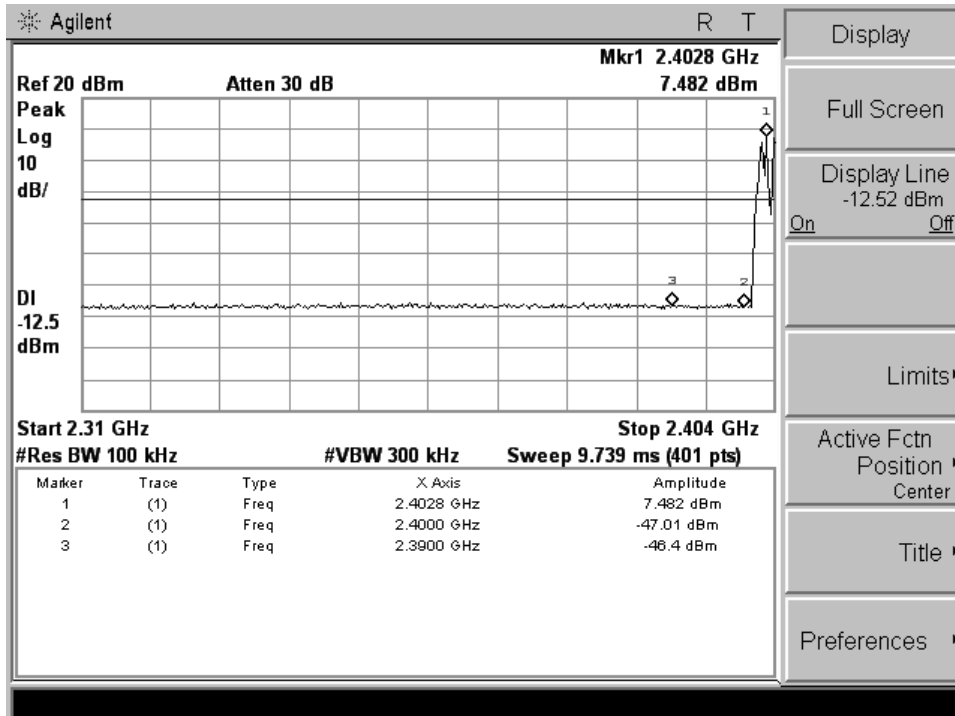 Agilent R T
Mkr1 2.4028 GHz
Ref 20 dBm Atten 30 dB 7.482 dBm
Peak
Log
10
dB/
1
3
2
DI
-12.5
dBm
Start 2.31 GHz Stop 2.404 GHz
#Res BW 100 kHz #VBW 300 kHz Sweep 9.739 ms (401 pts)
Marker Trace Type X Axis Amplitude
1 (1) Freq 2.4028 GHz 7.482 dBm
2 (1) Freq 2.4000 GHz -47.01 dBm
3 (1) Freq 2.3900 GHz -46.4 dBm
Display
Full Screen
Display Line
-12.52 dBm
On Off
Limits
Active Fctn
Position
Center
Title
Preferences